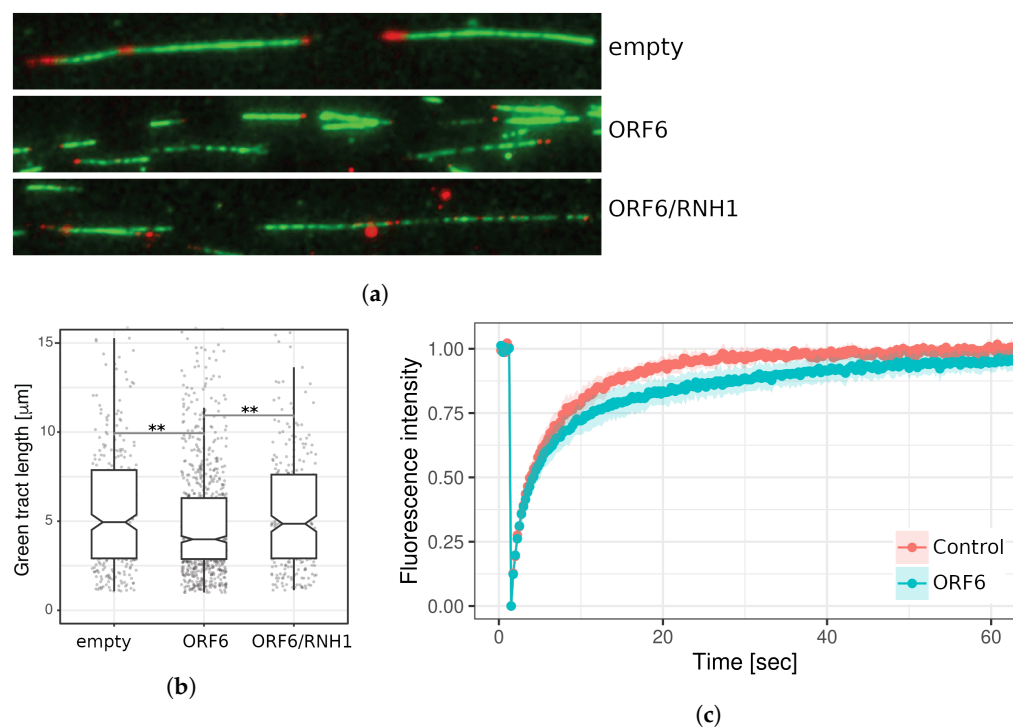 empty
ORF6
ORF6/RNH1
(a)
Green tract length [μm]
15
10
5
0
**
**
empty ORF6 ORF6/RNH1
(b)
Fluorescence intensity
1.00
0.75
0.50
0.25
0.00
Control
ORF6
0 20 40 60
Time [sec]
(c)